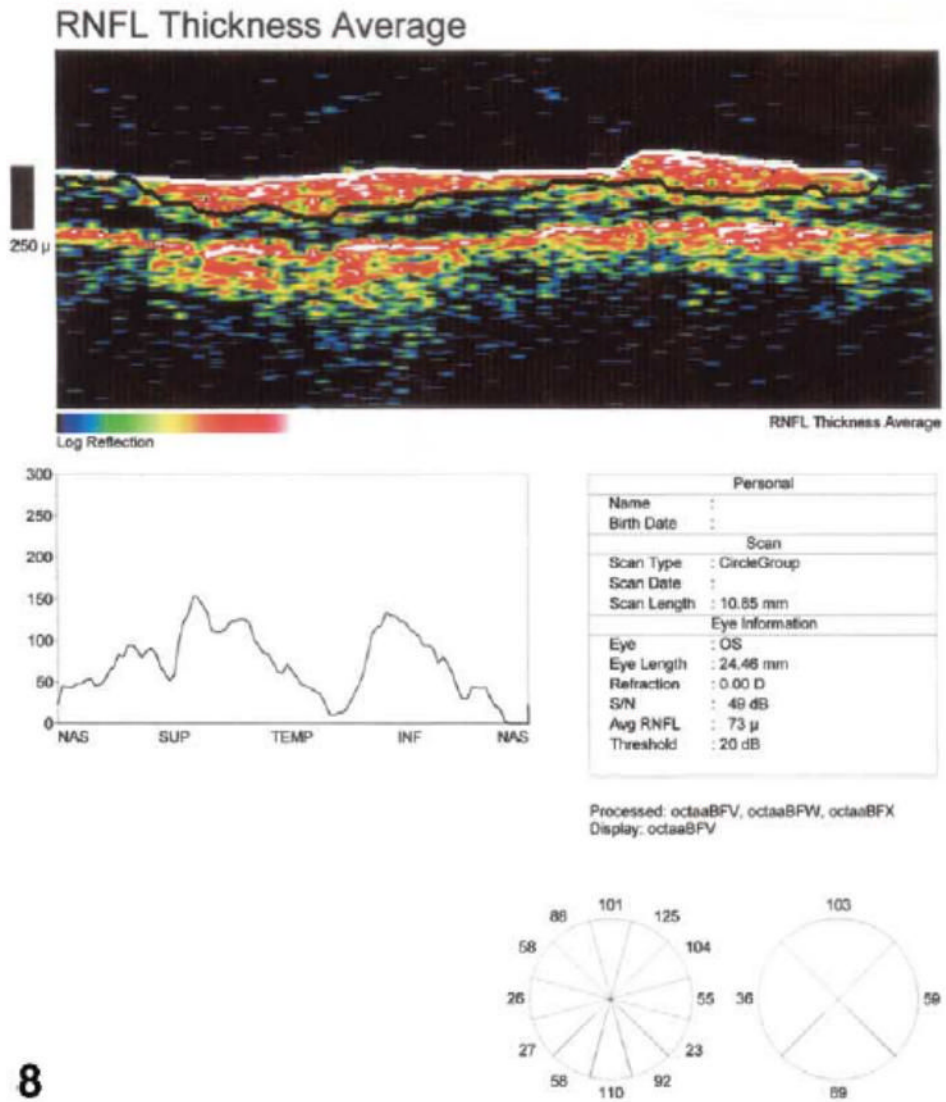 RNFL Thickness Average
250 μ
Log Reflection
RNFL Thickness Average
300
250
200
150
100
50
0
NAS SUP TEMP INF NAS
Personal
Name :
Birth Date :
Scan
Scan Type : CircleGroup
Scan Date :
Scan Length : 10.85 mm
Eye Information
Eye : OS
Eye Length : 24.46 mm
Refraction : 0.00 D
S/N : 49 dB
Avg RNFL : 73 μ
Threshold : 20 dB
Processed: octaaBFV, octaaBFW, octaaBFX
Display: octaaBFV
101
88 125
58 104
26 55
27 23
58 92
110
103
36 59
89
8